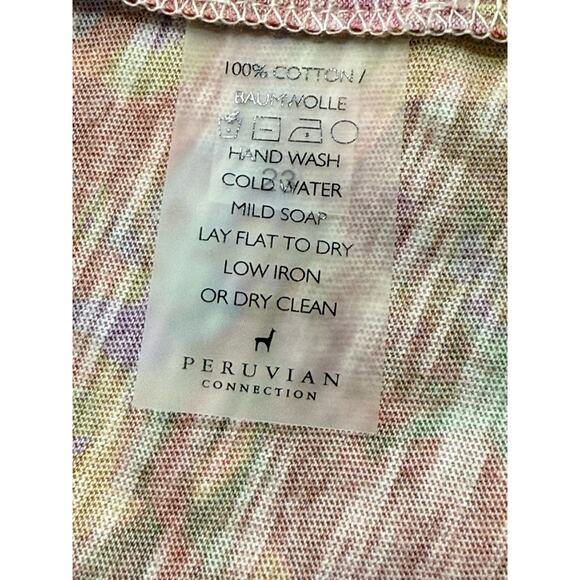 100% COTTON /
BAUMWOLLE
HAND WASH
COLD WATER
MILD SOAP
LAY FLAT TO DRY
LOW IRON
OR DRY CLEAN
PERUVIAN
CONNECTION